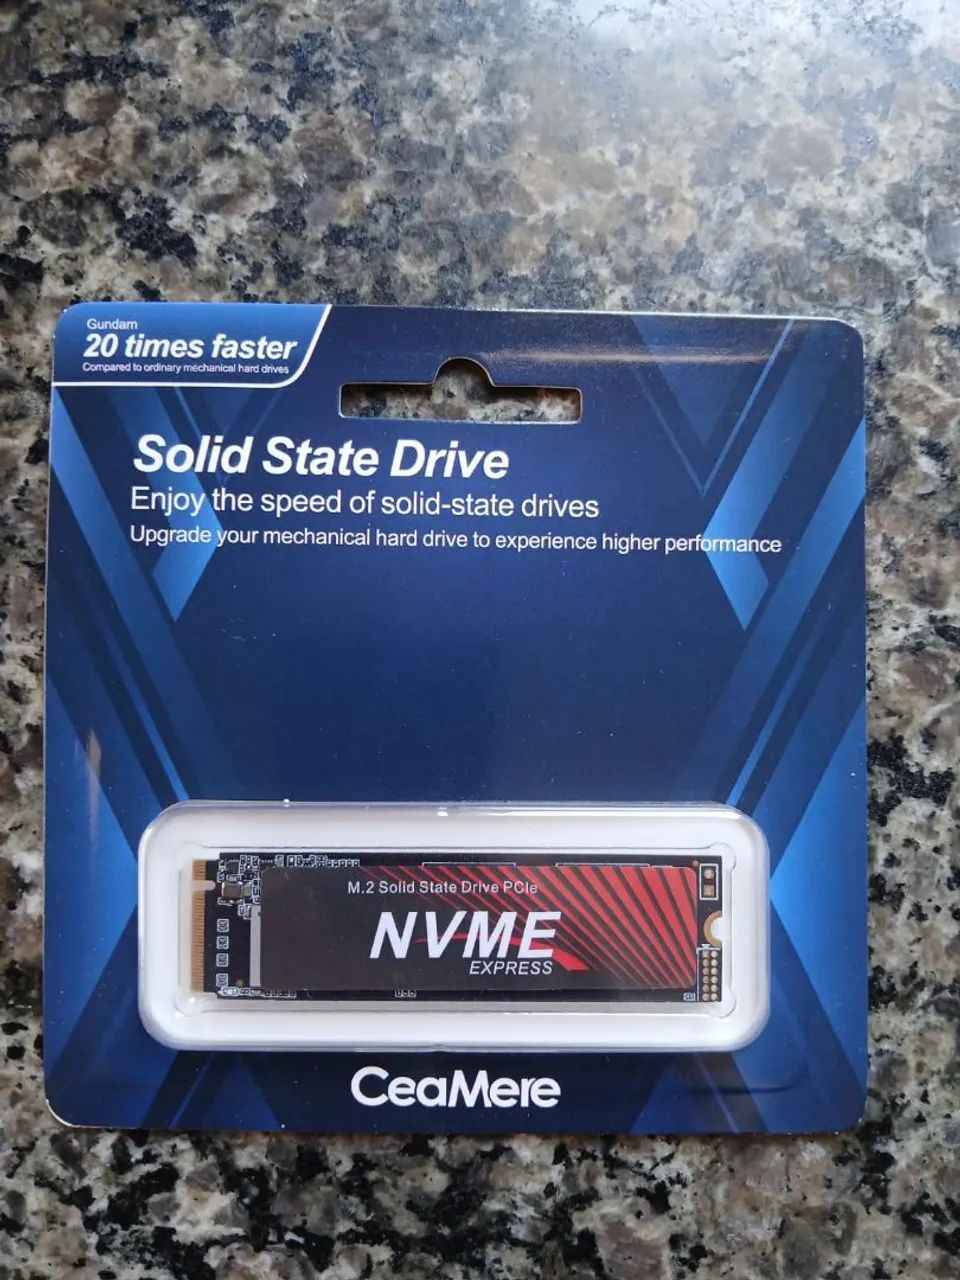 Gundam
20 times faster
Compared to ordinary mechanical hard drives
Solid State Drive
Enjoy the speed of solid-state drives
Upgrade your mechanical hard drive to experience higher performance
M.2 Solid State Drive PCIe
NVME
EXPRESS
CeaMere